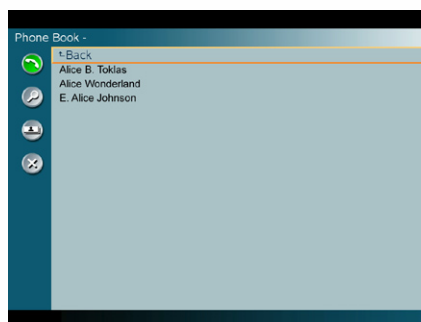 Phone Book -
Back
Alice B. Toklas
Alice Wonderland
E. Alice Johnson